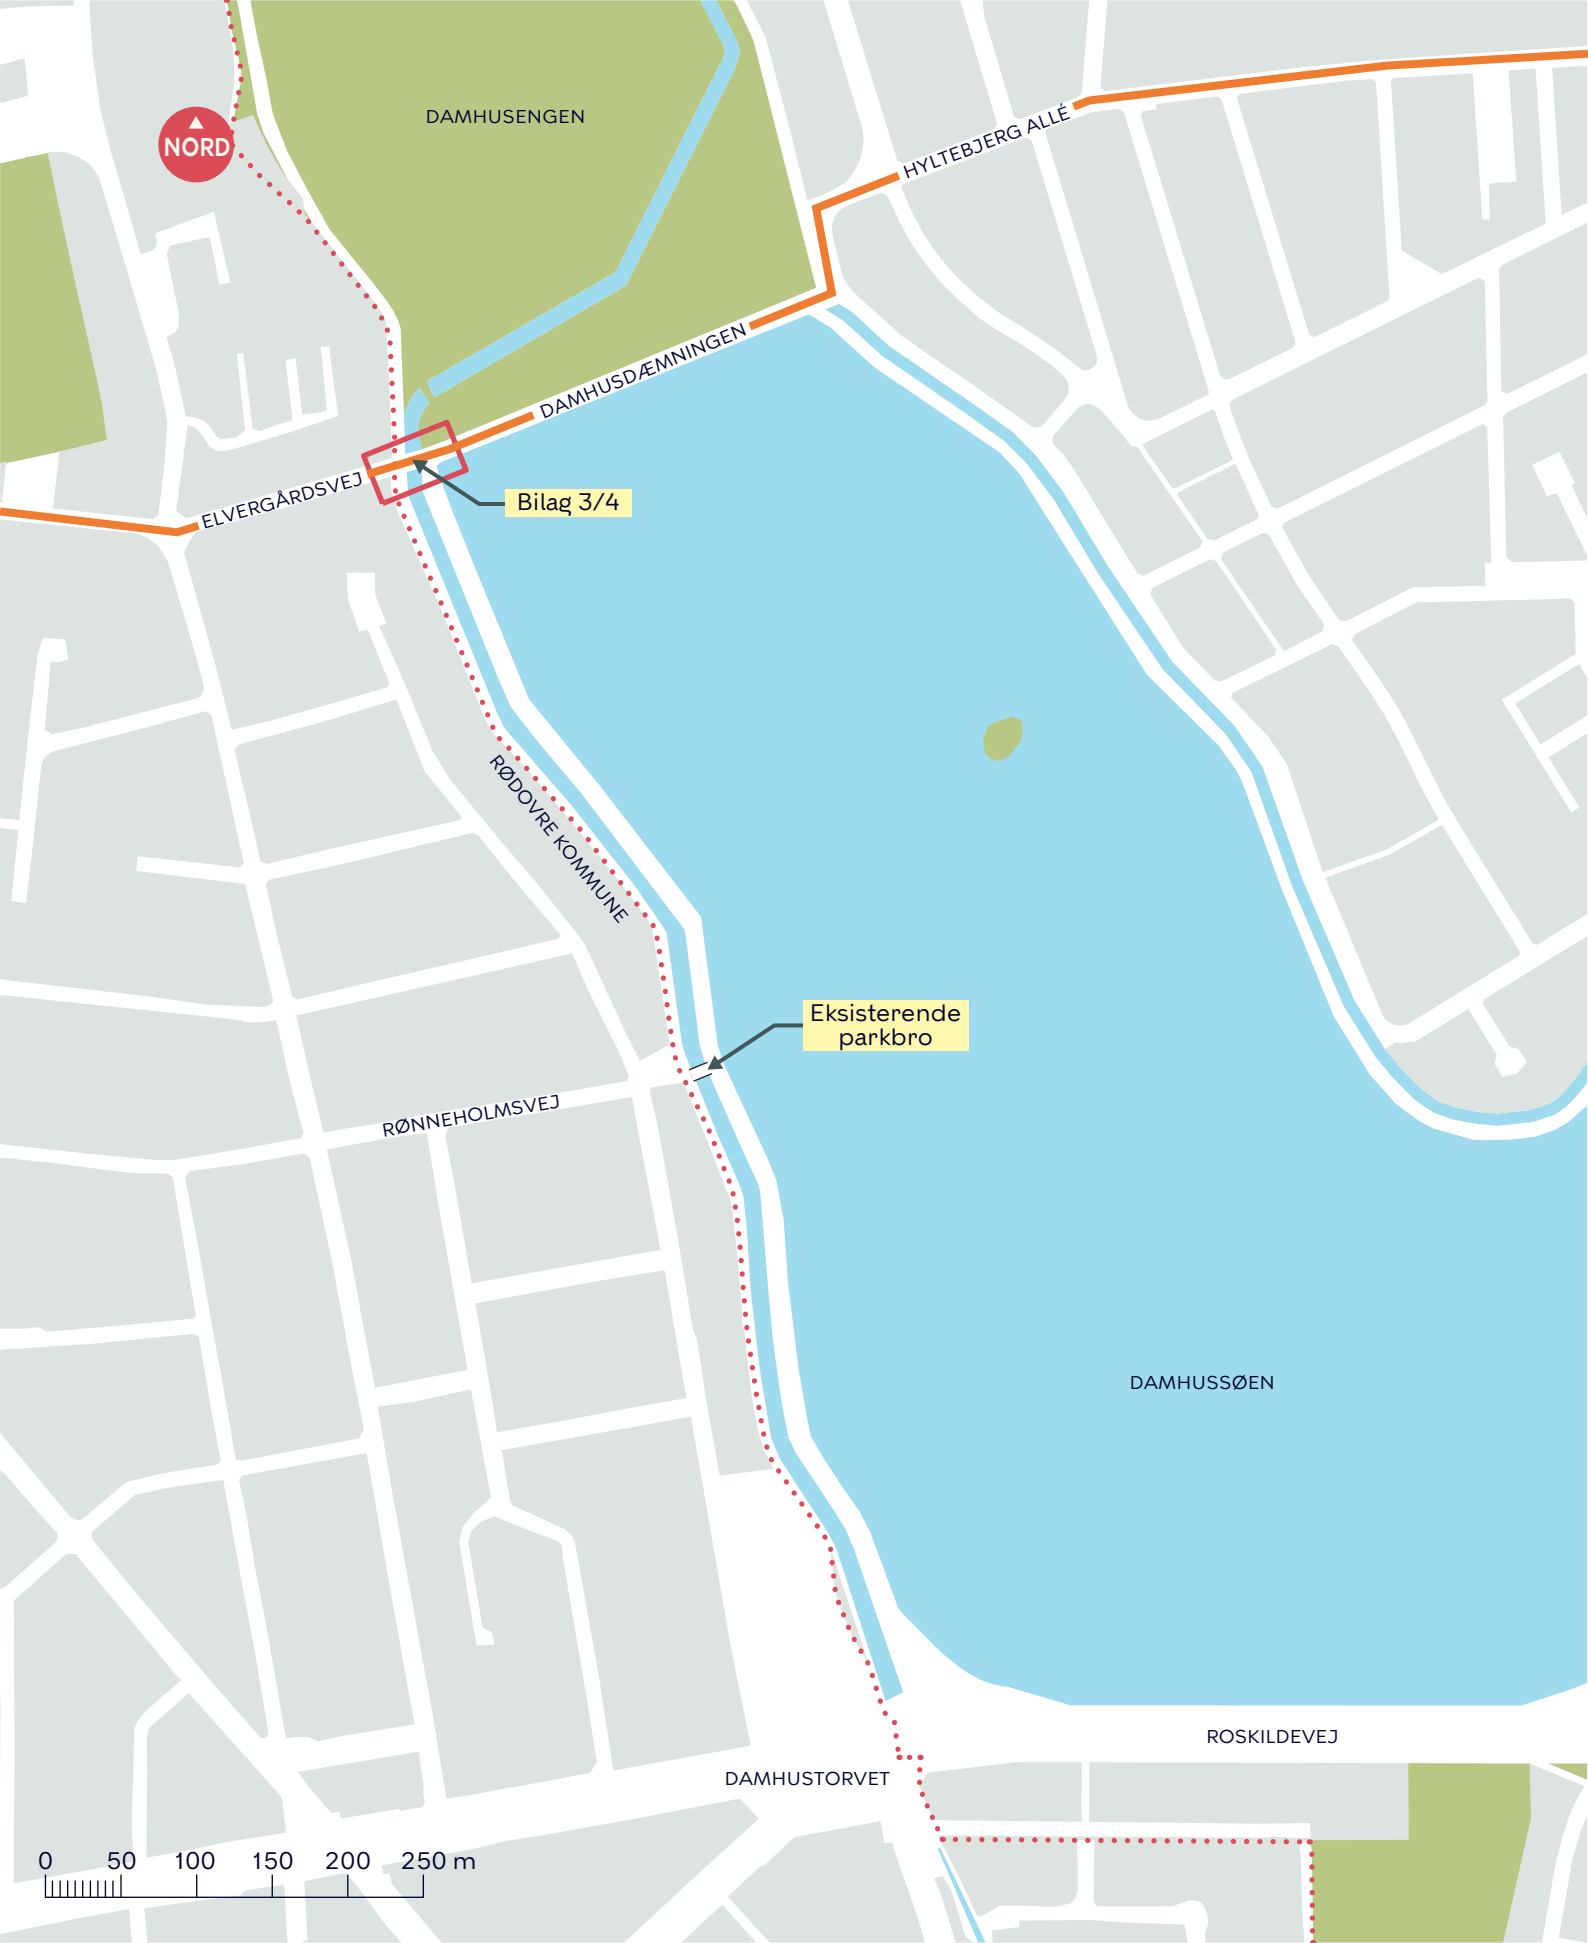 DAMHUSENGEN
HYLTEBJERG ALLÉ
NORD
DAMHUSDÆMNINGEN
ELVERGÅRDSVEJ
Bilag 3/4
RØDOVRE KOMMUNE
Eksisterende
parkbro
RØNNEHOLMSVEJ
DAMHUSSØEN
ROSKILDEVEJ
DAMHUSTORVET
0 50 100 150 200 250 m